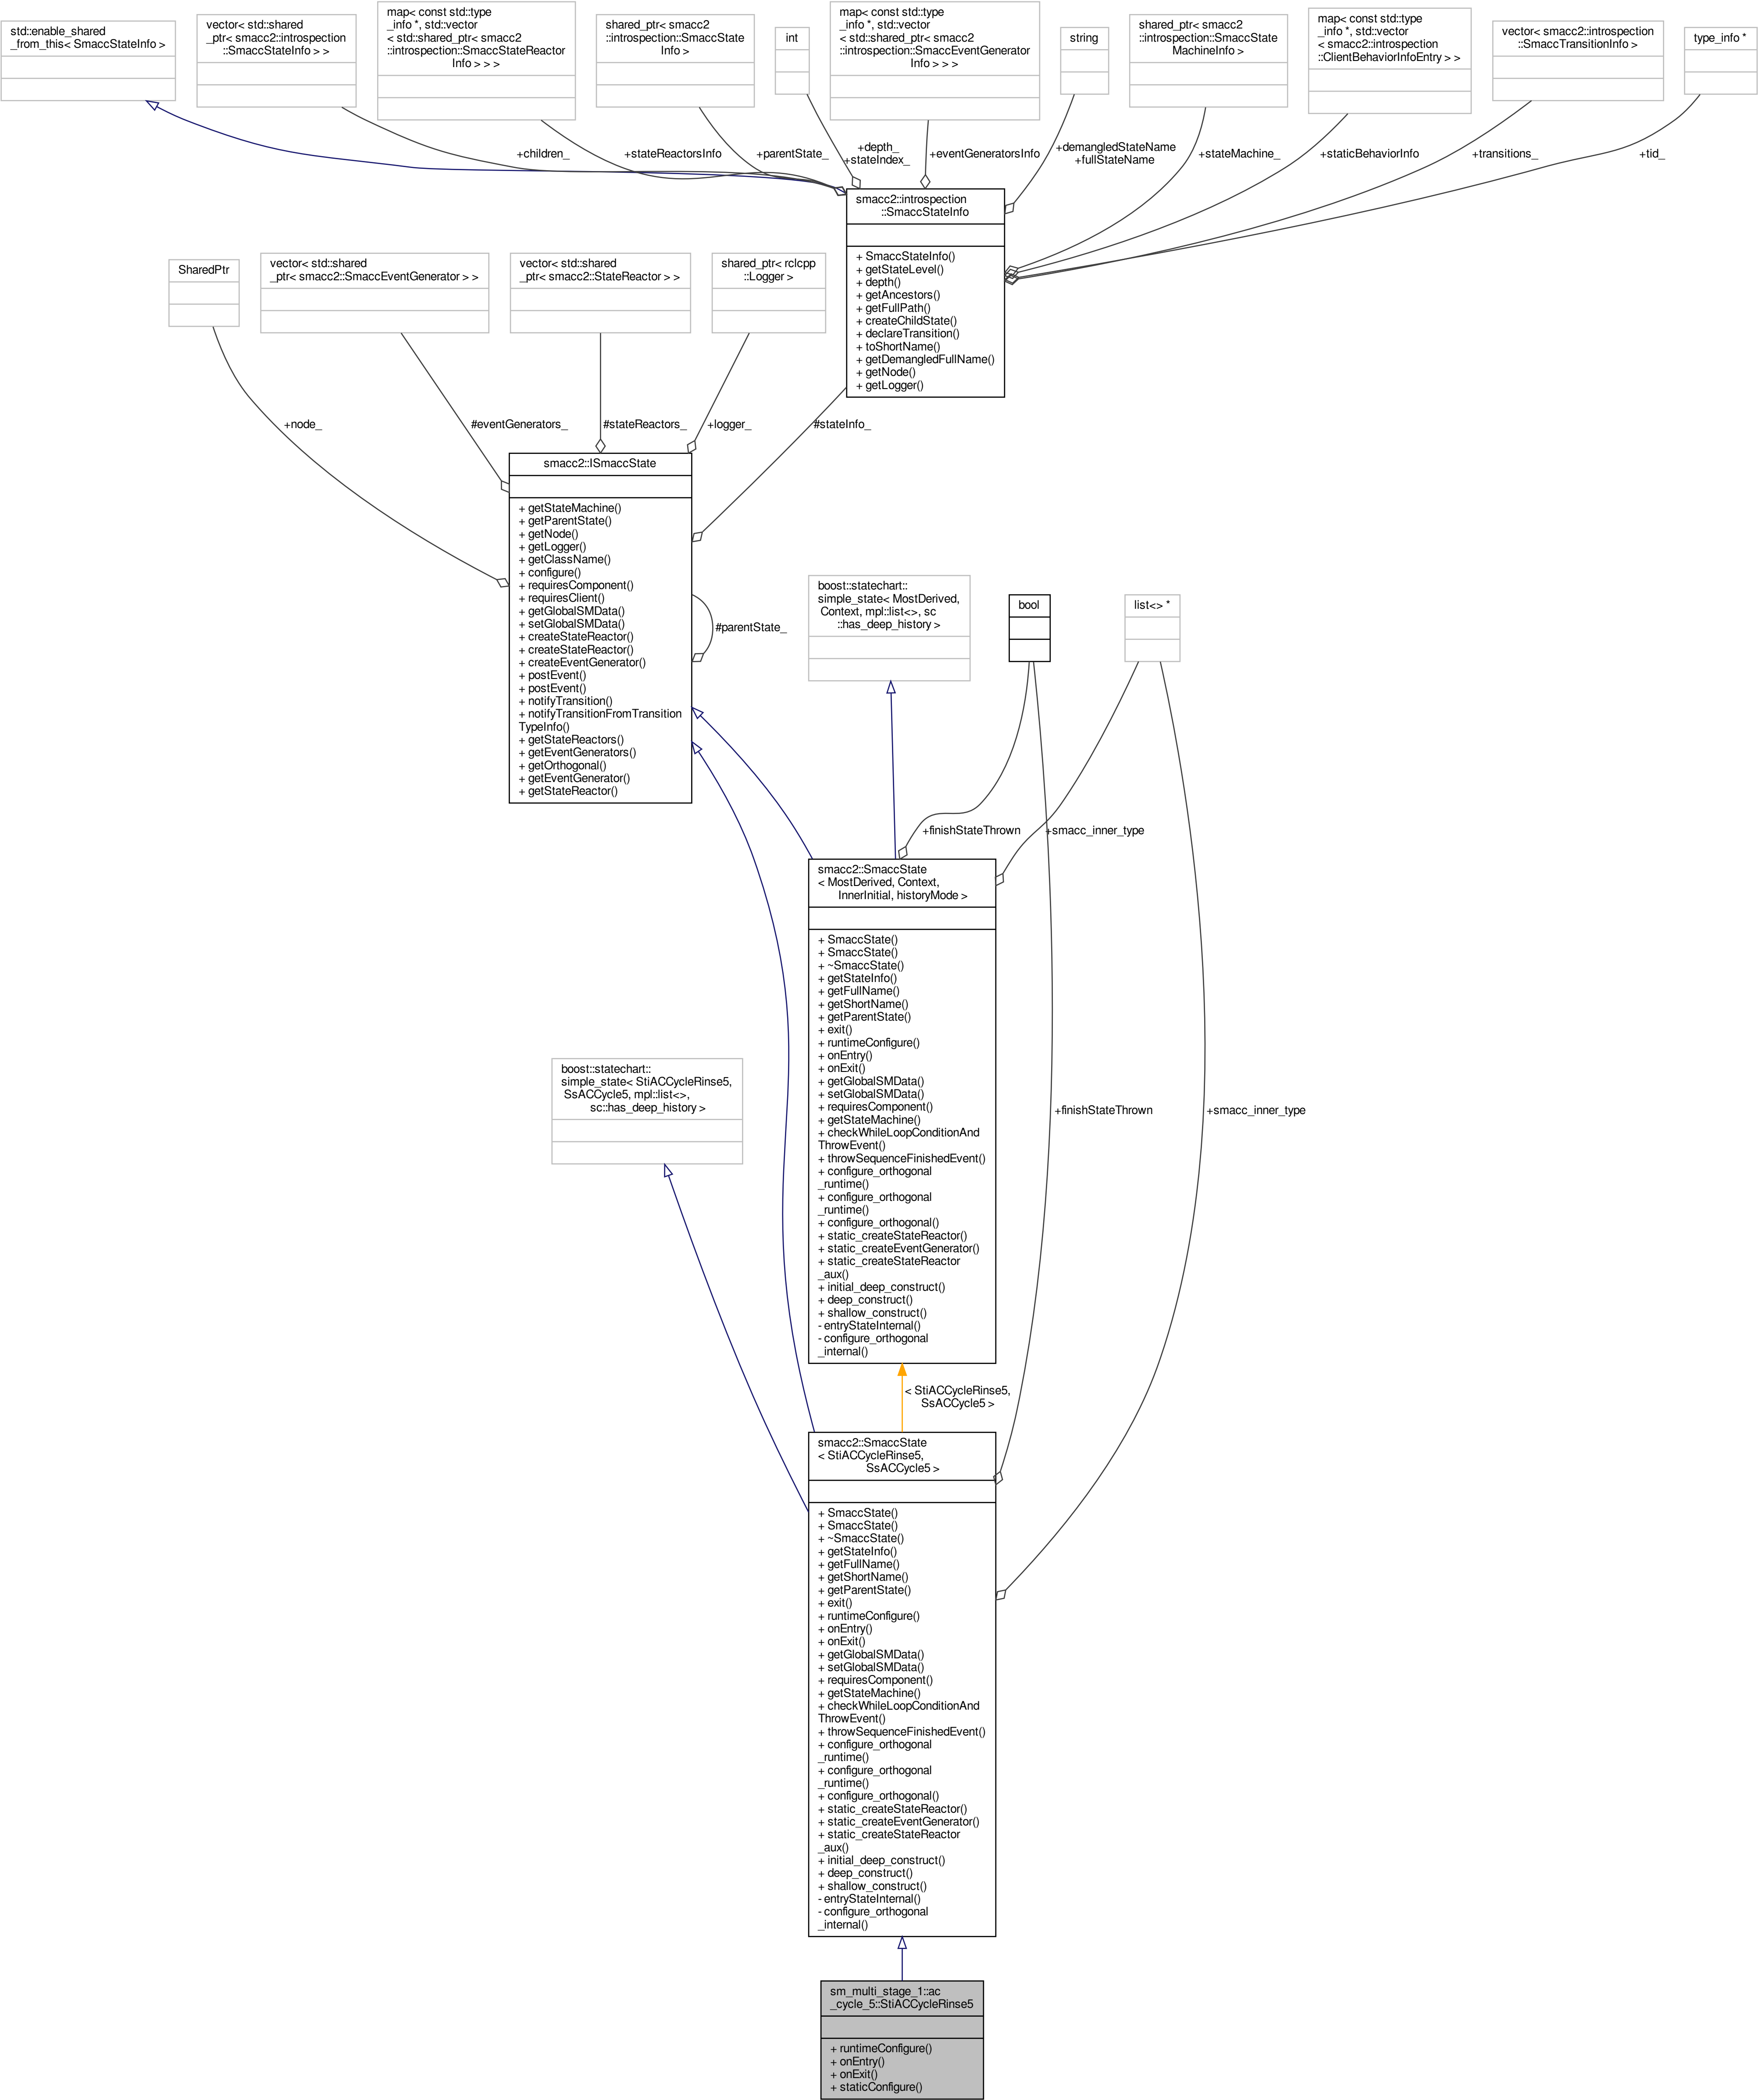 std::enable_shared
_from_this< SmaccStateInfo >
vector< std::shared
_ptr< smacc2::introspection
::SmaccStateInfo > >
map< const std::type
_info *, std::vector
< std::shared_ptr< smacc2
::introspection::SmaccStateReactor
Info > > >
shared_ptr< smacc2
::introspection::SmaccState
Info >
int
map< const std::type
_info *, std::vector
< std::shared_ptr< smacc2
::introspection::SmaccEventGenerator
Info > > >
string
shared_ptr< smacc2
::introspection::SmaccState
MachineInfo >
map< const std::type
_info *, std::vector
< smacc2::introspection
::ClientBehaviorInfoEntry > >
vector< smacc2::introspection
::SmaccTransitionInfo >
type_info *
+children_
+stateReactorsInfo
+parentState_
+depth_
+stateIndex_
+eventGeneratorsInfo
+demangledStateName
+fullStateName
+stateMachine_
+staticBehaviorInfo
+transitions_
+tid_
smacc2::introspection
::SmaccStateInfo
+ SmaccStateInfo()
+ getStateLevel()
+ depth()
+ getAncestors()
+ getFullPath()
+ createChildState()
+ declareTransition()
+ toShortName()
+ getDemangledFullName()
+ getNode()
+ getLogger()
SharedPtr
vector< std::shared
_ptr< smacc2::SmaccEventGenerator > >
vector< std::shared
_ptr< smacc2::StateReactor > >
shared_ptr< rclcpp
::Logger >
+node_
#eventGenerators_
#stateReactors_
+logger_
#stateInfo_
smacc2::ISmaccState
+ getStateMachine()
+ getParentState()
+ getNode()
+ getLogger()
+ getClassName()
+ configure()
+ requiresComponent()
+ requiresClient()
+ getGlobalSMData()
+ setGlobalSMData()
+ createStateReactor()
+ createStateReactor()
+ createEventGenerator()
+ postEvent()
+ postEvent()
+ notifyTransition()
+ notifyTransitionFromTransition
TypeInfo()
+ getStateReactors()
+ getEventGenerators()
+ getOrthogonal()
+ getEventGenerator()
+ getStateReactor()
#parentState_
boost::statechart::
simple_state< MostDerived,
Context, mpl::list<>, sc
::has_deep_history >
bool
list<> *
+finishStateThrown
+smacc_inner_type
smacc2::SmaccState
< MostDerived, Context,
InnerInitial, historyMode >
+ SmaccState()
+ SmaccState()
+ ~SmaccState()
+ getStateInfo()
+ getFullName()
+ getShortName()
+ getParentState()
+ exit()
+ runtimeConfigure()
+ onEntry()
+ onExit()
+ getGlobalSMData()
+ setGlobalSMData()
+ requiresComponent()
+ getStateMachine()
+ checkWhileLoopConditionAnd
ThrowEvent()
+ throwSequenceFinishedEvent()
+ configure_orthogonal
_runtime()
+ configure_orthogonal
_runtime()
+ configure_orthogonal()
+ static_createStateReactor()
+ static_createEventGenerator()
+ static_createStateReactor
_aux()
+ initial_deep_construct()
+ deep_construct()
+ shallow_construct()
- entryStateInternal()
- configure_orthogonal
_internal()
boost::statechart::
simple_state< StiACCycleRinse5,
SsACCycle5, mpl::list<>,
sc::has_deep_history >
+finishStateThrown
+smacc_inner_type
< StiACCycleRinse5,
SsACCycle5 >
smacc2::SmaccState
< StiACCycleRinse5,
SsACCycle5 >
+ SmaccState()
+ SmaccState()
+ ~SmaccState()
+ getStateInfo()
+ getFullName()
+ getShortName()
+ getParentState()
+ exit()
+ runtimeConfigure()
+ onEntry()
+ onExit()
+ getGlobalSMData()
+ setGlobalSMData()
+ requiresComponent()
+ getStateMachine()
+ checkWhileLoopConditionAnd
ThrowEvent()
+ throwSequenceFinishedEvent()
+ configure_orthogonal
_runtime()
+ configure_orthogonal
_runtime()
+ configure_orthogonal()
+ static_createStateReactor()
+ static_createEventGenerator()
+ static_createStateReactor
_aux()
+ initial_deep_construct()
+ deep_construct()
+ shallow_construct()
- entryStateInternal()
- configure_orthogonal
_internal()
sm_multi_stage_1::ac
_cycle_5::StiACCycleRinse5
+ runtimeConfigure()
+ onEntry()
+ onExit()
+ staticConfigure()